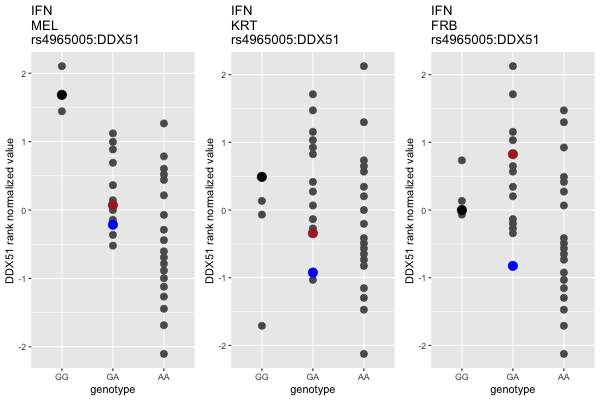 IFN
MEL
rs4965005:DDX51
IFN
KRT
rs4965005:DDX51
IFN
FRB
rs4965005:DDX51
DDX51 rank normalized value
2
1
0
-1
-2
GG GA AA
genotype
DDX51 rank normalized value
2
1
0
-1
-2
GG GA AA
genotype
DDX51 rank normalized value
2
1
0
-1
-2
GG GA AA
genotype